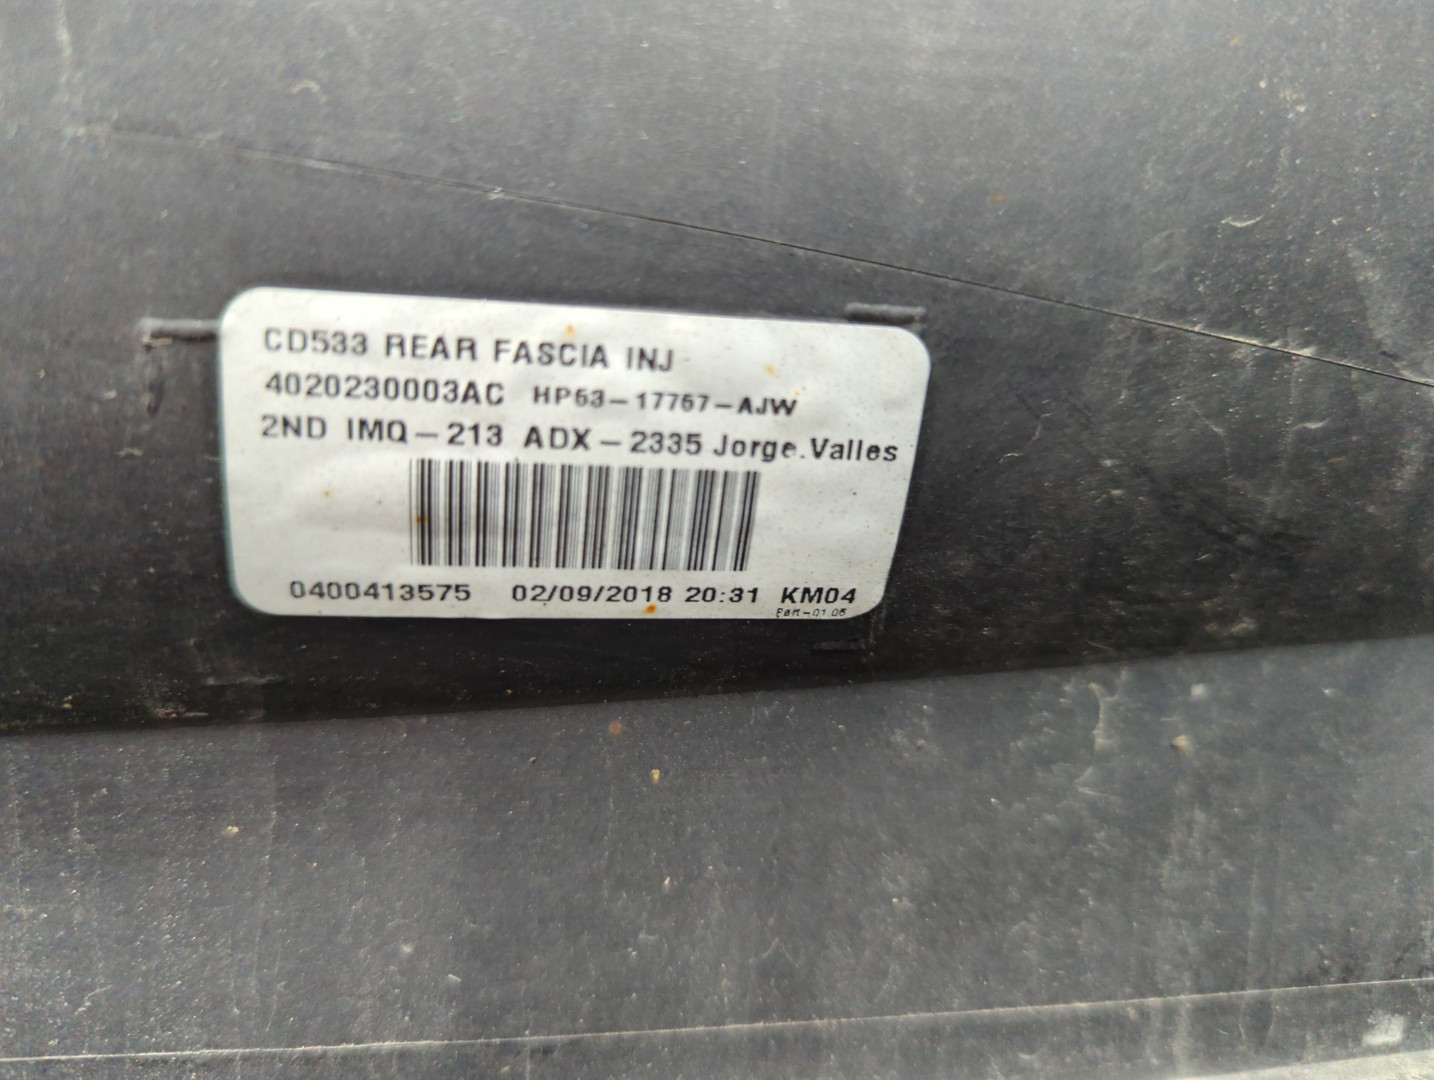 CD533 REAR FASCIA INJ
4020230003AC HP53-17757-AJW
2ND IMQ-213 ADX-2335 Jorge.Valles
0400413575 02/09/2018 20:31 KM04